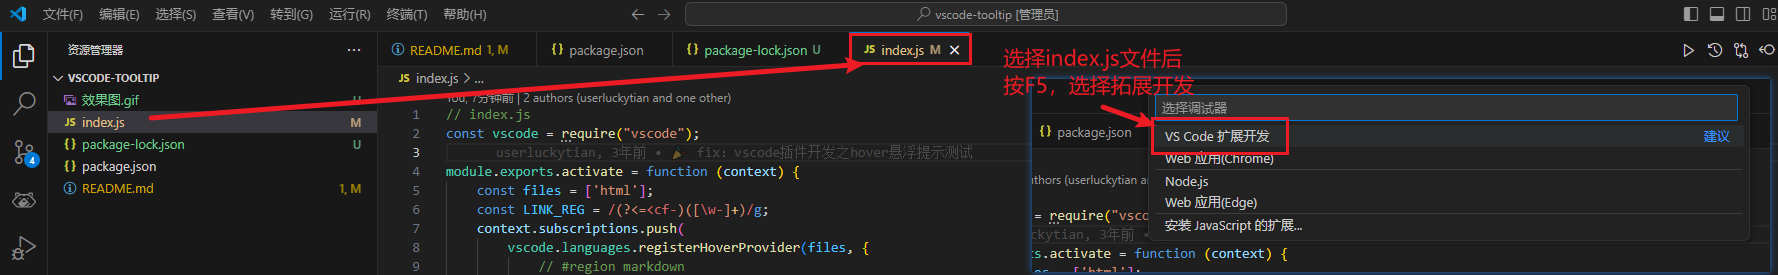 文件(F) 编辑(E) 选择(S) 查看(V) 转到(G) 运行(R) 终端(T) 帮助(H) vscode-tooltip [管理员]
资源管理器
VSCODE-TOOLTIP
效果图.gif U
index.js M
package-lock.json U
package.json
README.md 1, M
4
README.md 1, M package.json package-lock.json U index.js M
index.js > ...
You, 7分钟前 | 2 authors (userluckytian and one other)
1 // index.js
2 const vscode = require("vscode");
3 userluckytian, 3年前 • 🎉 fix: vscode插件开发之hover悬浮提示测试
4 module.exports.activate = function (context) {
5 const files = ['html'];
6 const LINK_REG = /(?<=<cf-)([\w-]+)/g;
7 context.subscriptions.push(
8 vscode.languages.registerHoverProvider(files, {
9 // #region markdown
选择index.js文件后
按F5，选择拓展开发
选择调试器
package.json
VS Code 扩展开发 建议
Web 应用(Chrome)
Node.js
Web 应用(Edge)
安装 JavaScript 的扩展...
thors (userluckytian
= require("vsc
ckytian, 3年前 •
ts.activate = function (context) {
= ['html'];